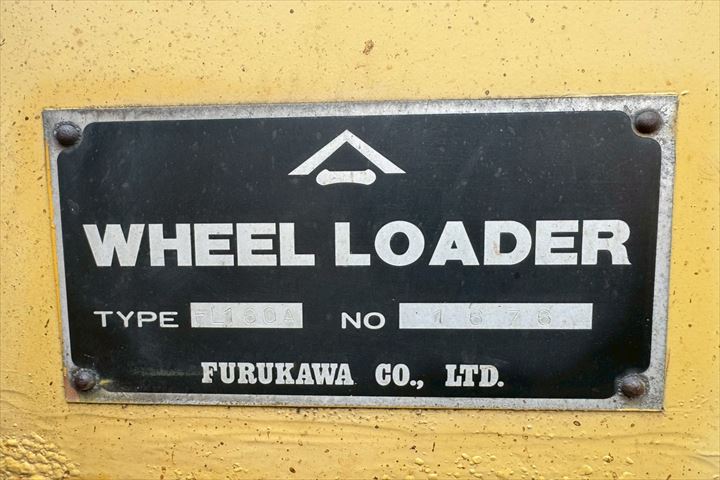 WHEEL LOADER
TYPE FL160A NO 1676
FURUKAWA CO., LTD.